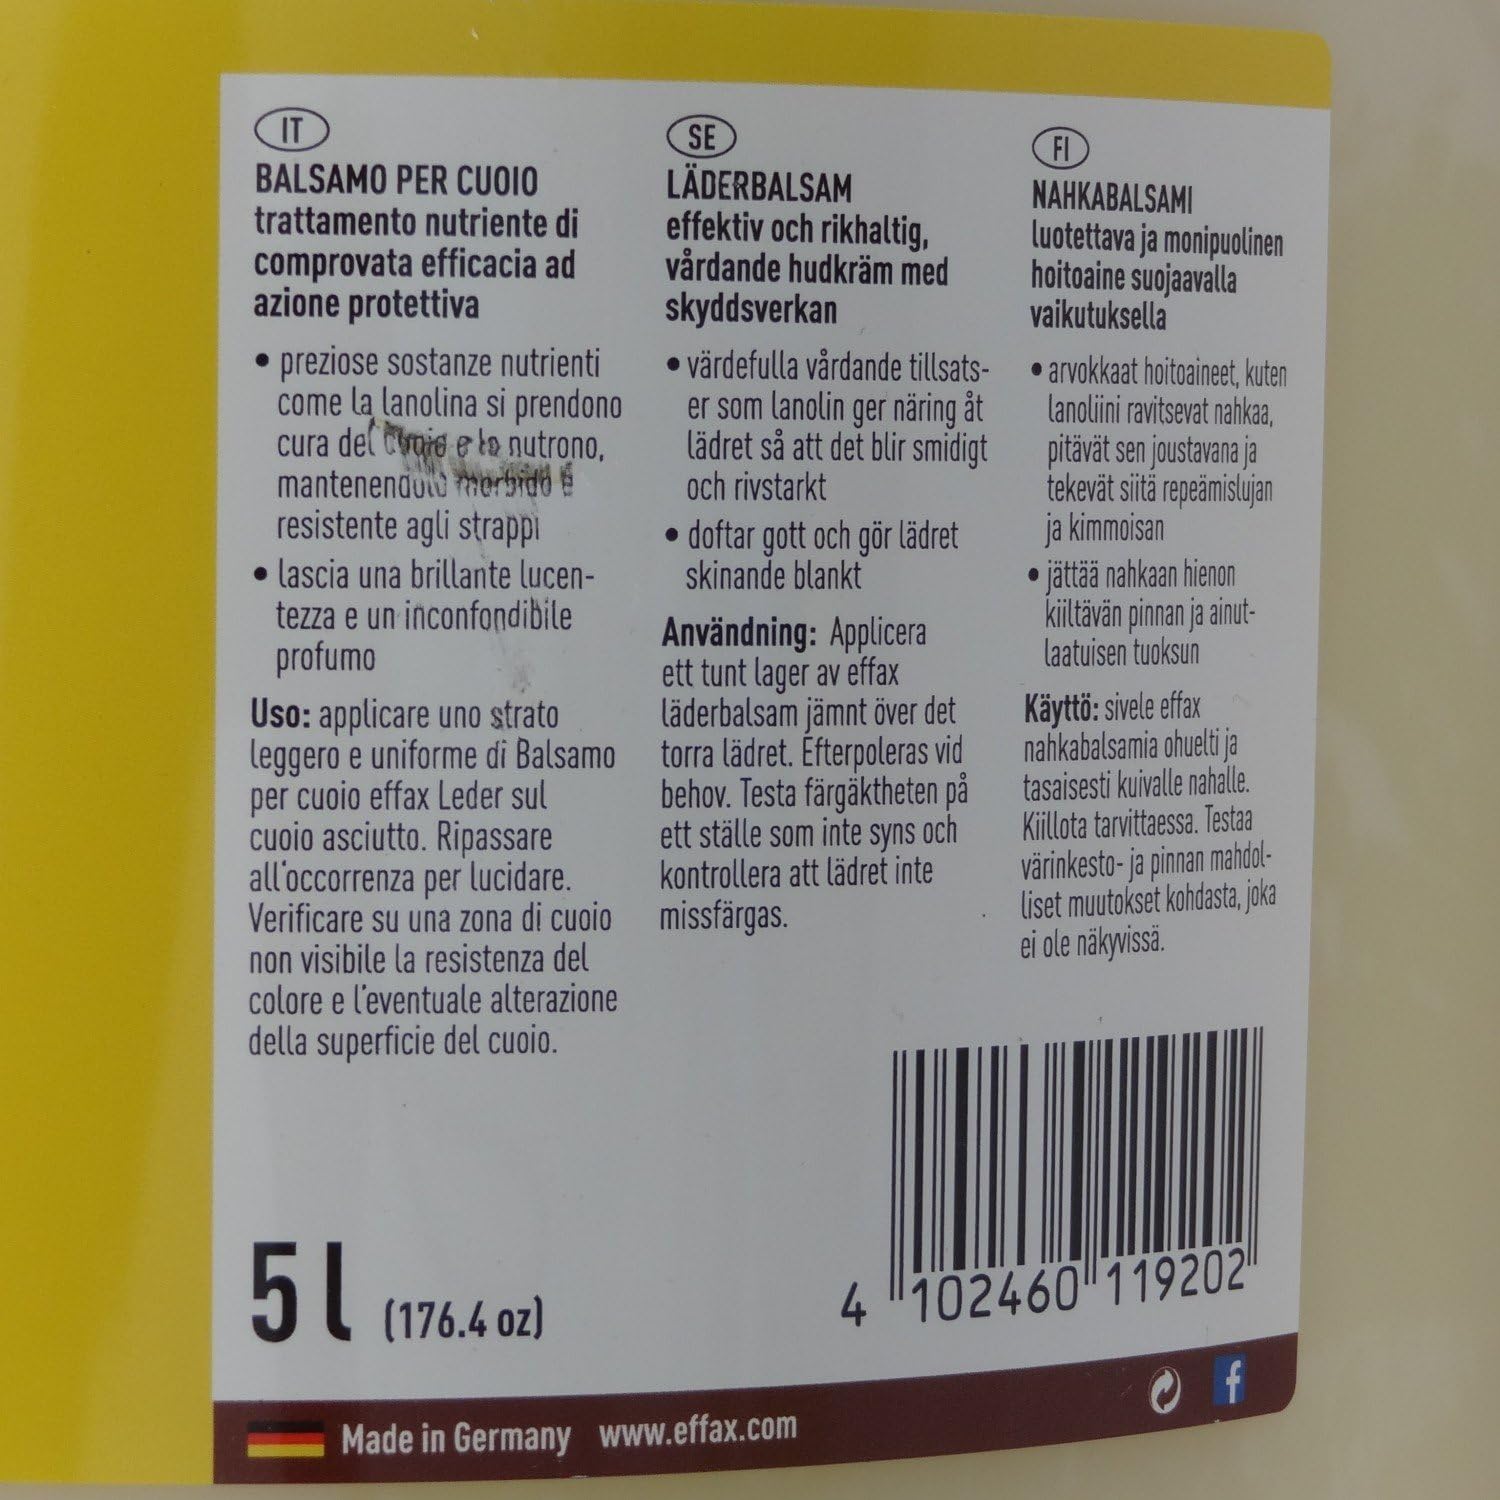 IT
BALSAMO PER CUOIO
trattamento nutriente di
comprovata efficacia ad
azione protettiva
• preziose sostanze nutrienti
come la lanolina si prendono
cura del cuoio e lo nutrono,
mantenendolo morbido e
resistente agli strappi
• lascia una brillante lucen-
tezza e un inconfondibile
profumo
Uso: applicare uno strato
leggero e uniforme di Balsamo
per cuoio effax Leder sul
cuoio asciutto. Ripassare
all'occorrenza per lucidare.
Verificare su una zona di cuoio
non visibile la resistenza del
colore e l'eventuale alterazione
della superficie del cuoio.
SE
LÄDERBALSAM
effektiv och rikhaltig,
vårdande hudkräm med
skyddsverkan
• värdefulla vårdande tillsats-
er som lanolin ger näring åt
lädret så att det blir smidigt
och rivstarkt
• doftar gott och gör lädret
skinande blankt
Användning: Applicera
ett tunt lager av effax
läderbalsam jämnt över det
torra lädret. Efterpoleras vid
behov. Testa färgäktheten på
ett ställe som inte syns och
kontrollera att lädret inte
missfärgas.
FI
NAHKABALSAMI
luotettava ja monipuolinen
hoitoaine suojaavalla
vaikutuksella
• arvokkaat hoitoaineet, kuten
lanoliini ravitsevat nahkaa,
pitävät sen joustavana ja
tekevät siitä repeämislujan
ja kimmoisan
• jättää nahkaan hienon
kiiltävän pinnan ja ainut-
laatuisen tuoksun
Käyttö: sivele effax
nahkabalsamia ohuelti ja
tasaisesti kuivalle nahalle.
Kiillota tarvittaessa. Testaa
värinkesto- ja pinnan mahdol-
liset muutokset kohdasta, joka
ei ole näkyvissä.
5 l (176.4 oz)
4 102460 119202
Made in Germany www.effax.com
f